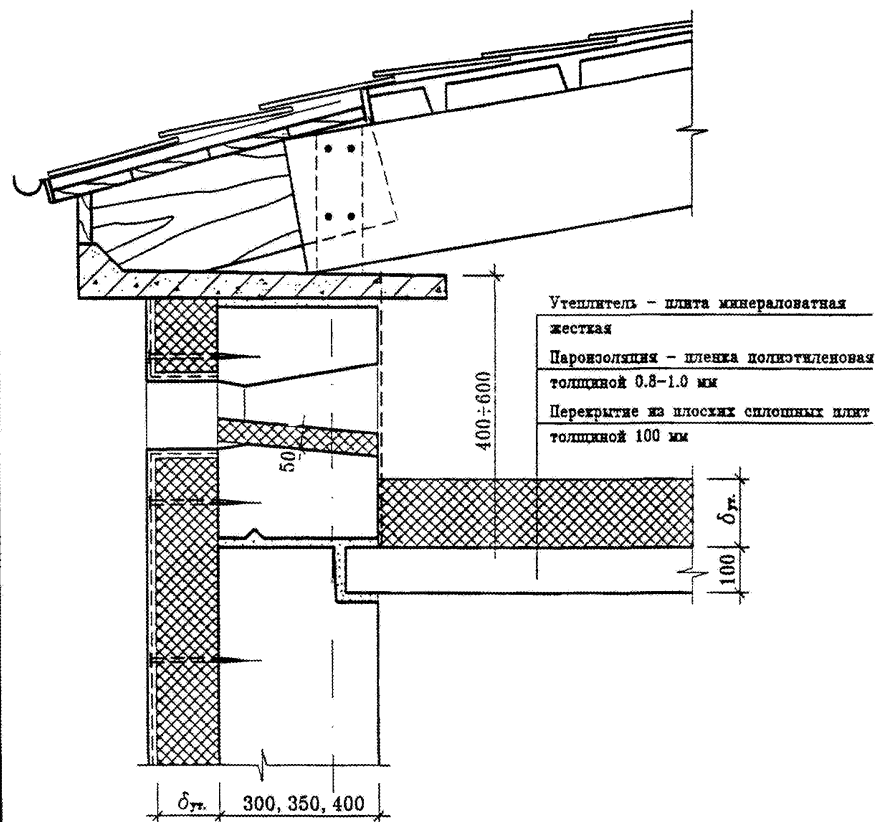 Утеплитель – плита минераловатная
жесткая
Пароизоляция – пленка полиэтиленовая
толщиной 0.8–1.0 мм
Перекрытие из плоских сплошных плит
толщиной 100 мм
400÷600
50
δут.
100
δут.
300, 350, 400